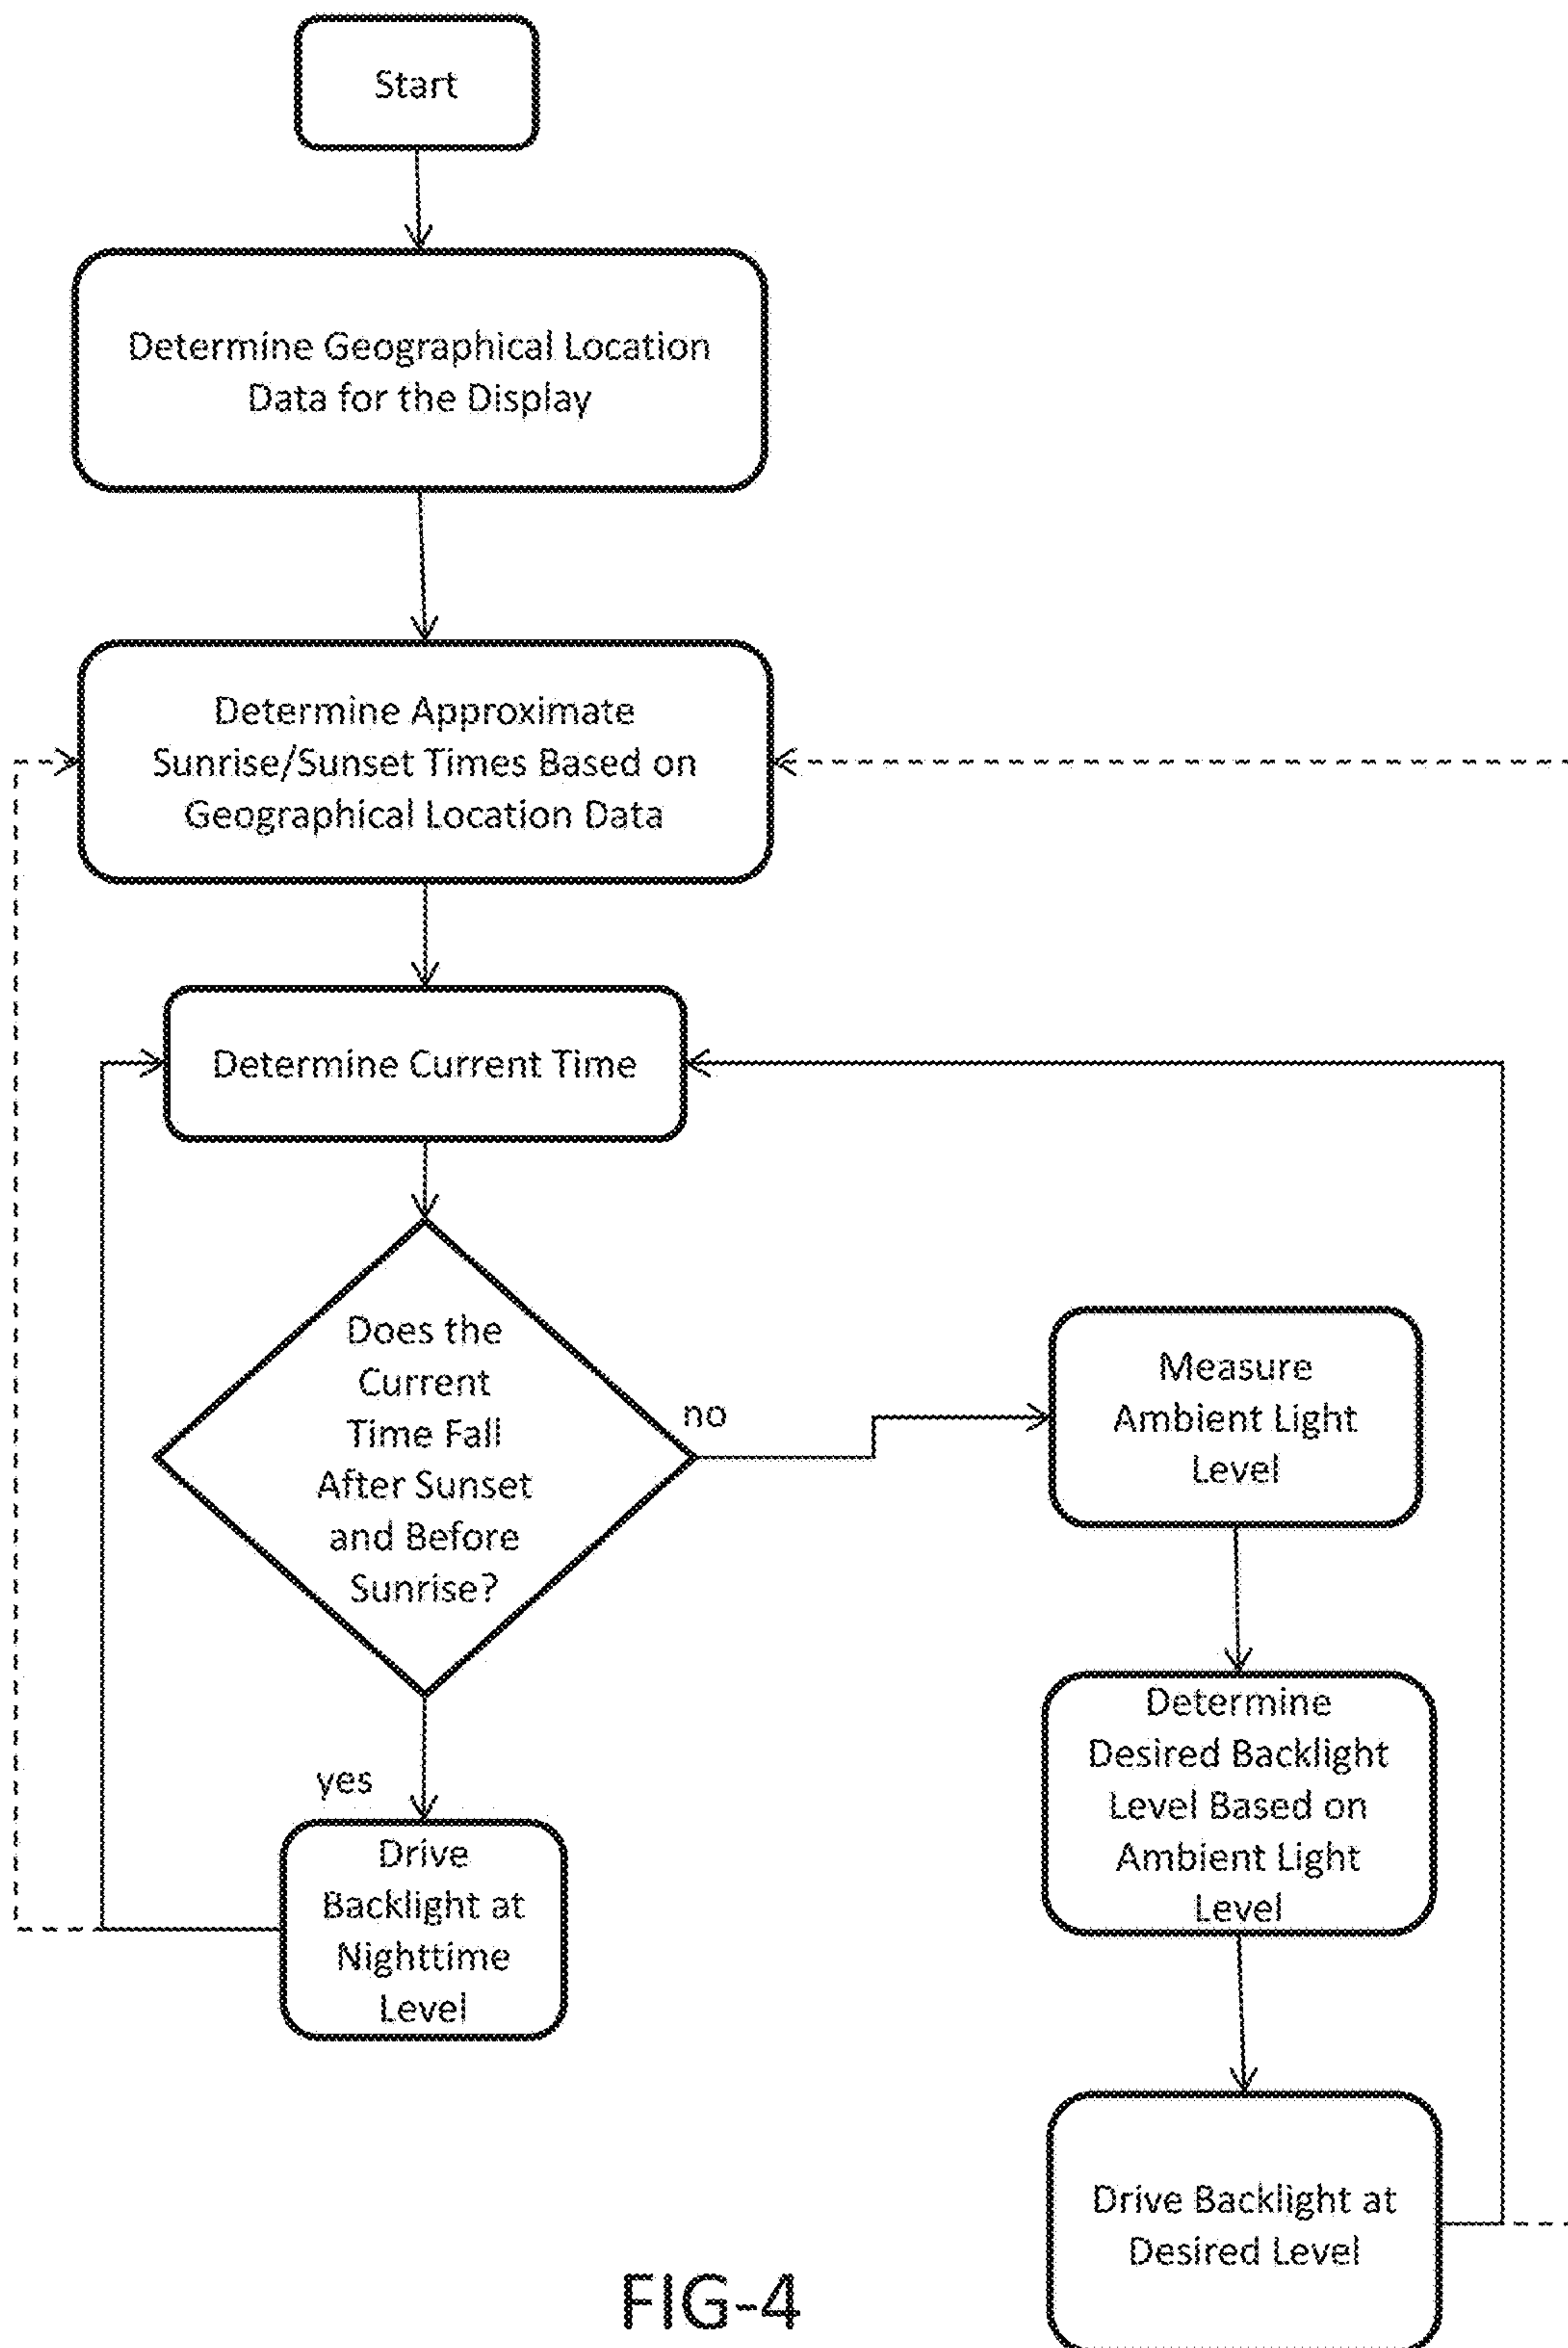 Start
Determine Geographical Location
Data for the Display
Determine Approximate
Sunrise/Sunset Times Based on
Geographical Location Data
Determine Current Time
Does the
Current
Time Fall
After Sunset
and Before
Sunrise?
no
yes
Drive
Backlight at
Nighttime
Level
Measure
Ambient Light
Level
Determine
Desired Backlight
Level Based on
Ambient Light
Level
Drive Backlight at
Desired Level
FIG-4